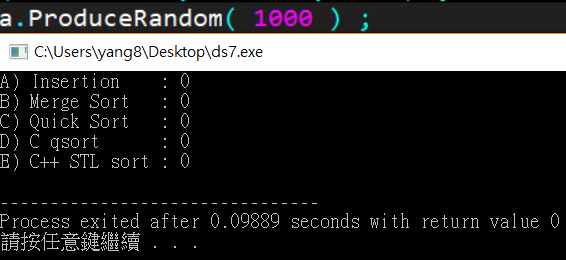 a.ProduceRandom( 1000 ) ;
C:\Users\yang8\Desktop\ds7.exe
A) Insertion    : 0
B) Merge Sort   : 0
C) Quick Sort   : 0
D) C qsort      : 0
E) C++ STL sort : 0
--------------------------------
Process exited after 0.09889 seconds with return value 0
請按任意鍵繼續 . . .